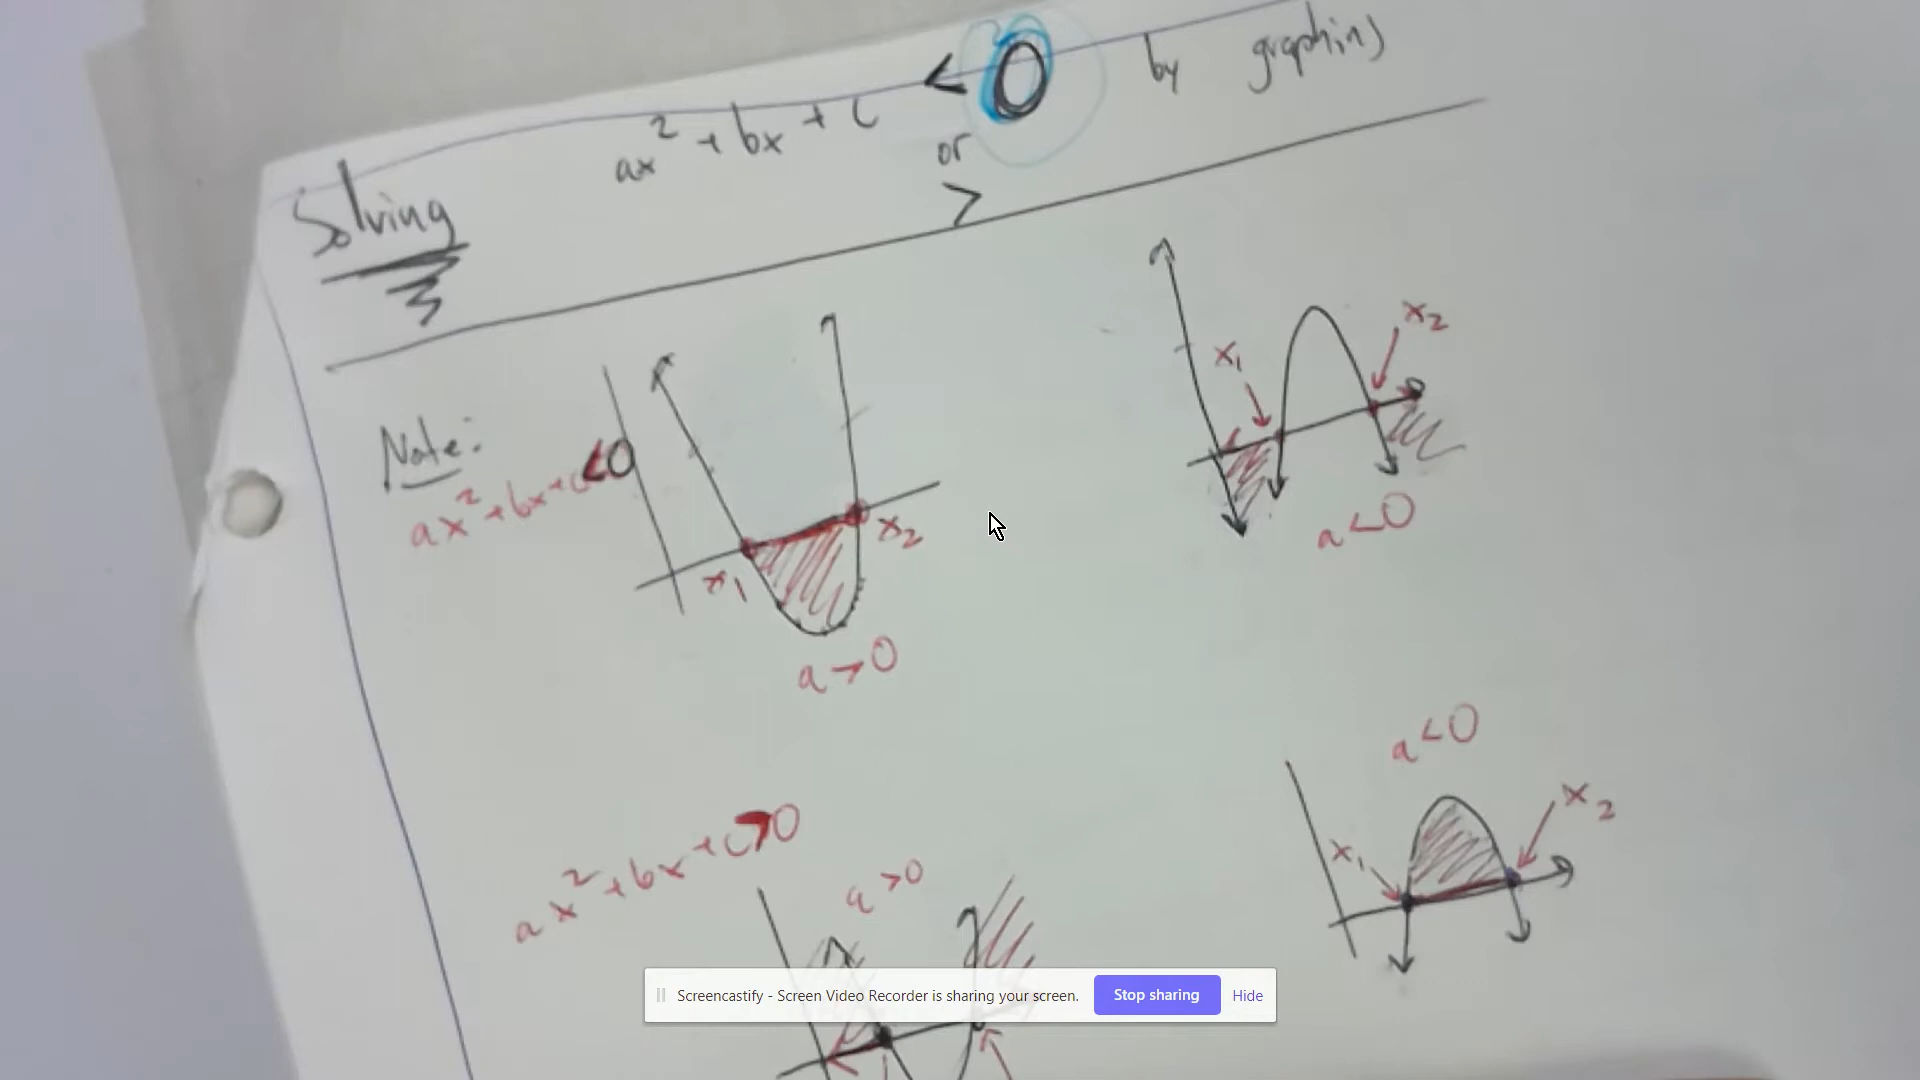 Solving ax² + bx + c < 0 by graphing
or
>
Note:
ax² + bx + c < 0
x₁
x₂
a > 0
x₁
x₂
a < 0
ax² + bx + c > 0
a > 0
a < 0
x₁
x₂
Screencastify - Screen Video Recorder is sharing your screen. Stop sharing Hide